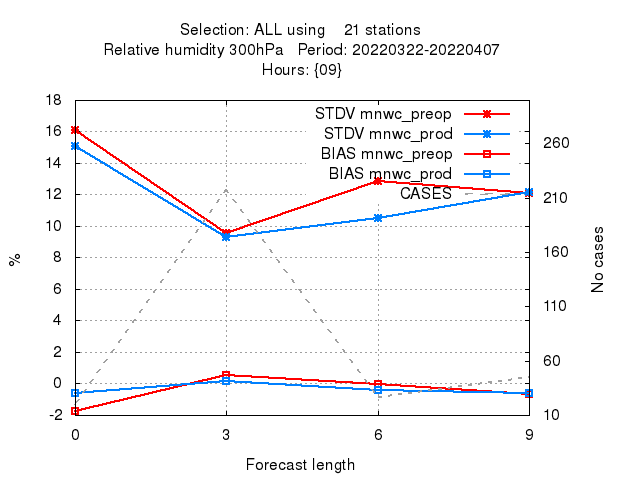 Selection: ALL using    21 stations
Relative humidity 300hPa   Period: 20220322-20220407
Hours: {09}
STDV mnwc_preop
STDV mnwc_prod
BIAS mnwc_preop
BIAS mnwc_prod
CASES
%
18
16
14
12
10
8
6
4
2
0
-2
260
210
160
110
60
10
No cases
0 3 6 9
Forecast length